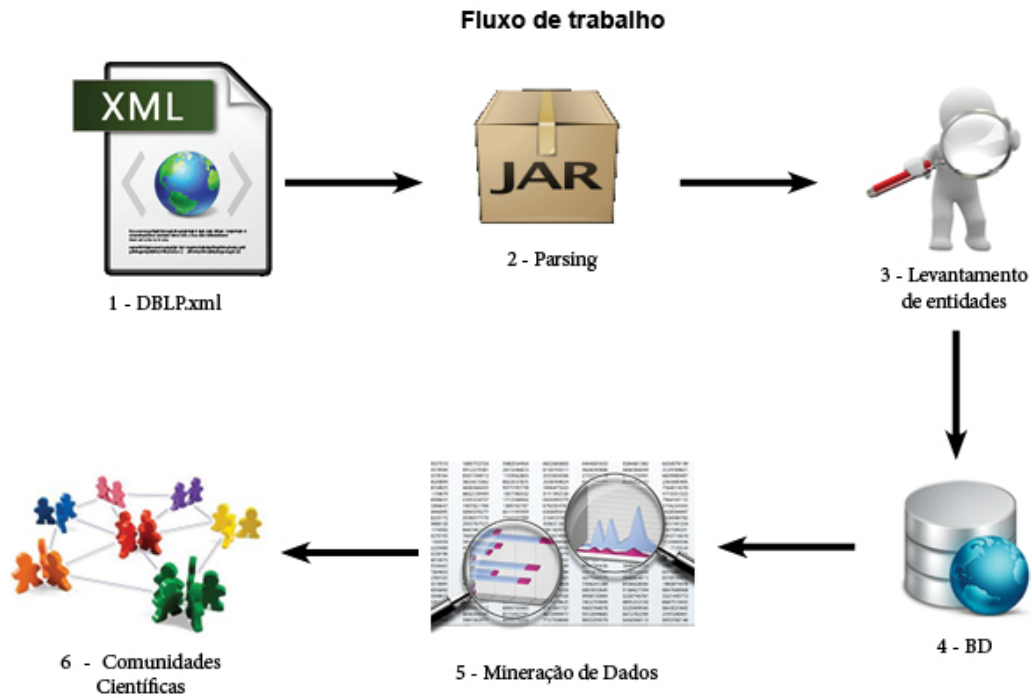 Fluxo de trabalho
XML
JAR
1 - DBLP.xml
2 - Parsing
3 - Levantamento
de entidades
4 - BD
5 - Mineração de Dados
6 - Comunidades
Científicas